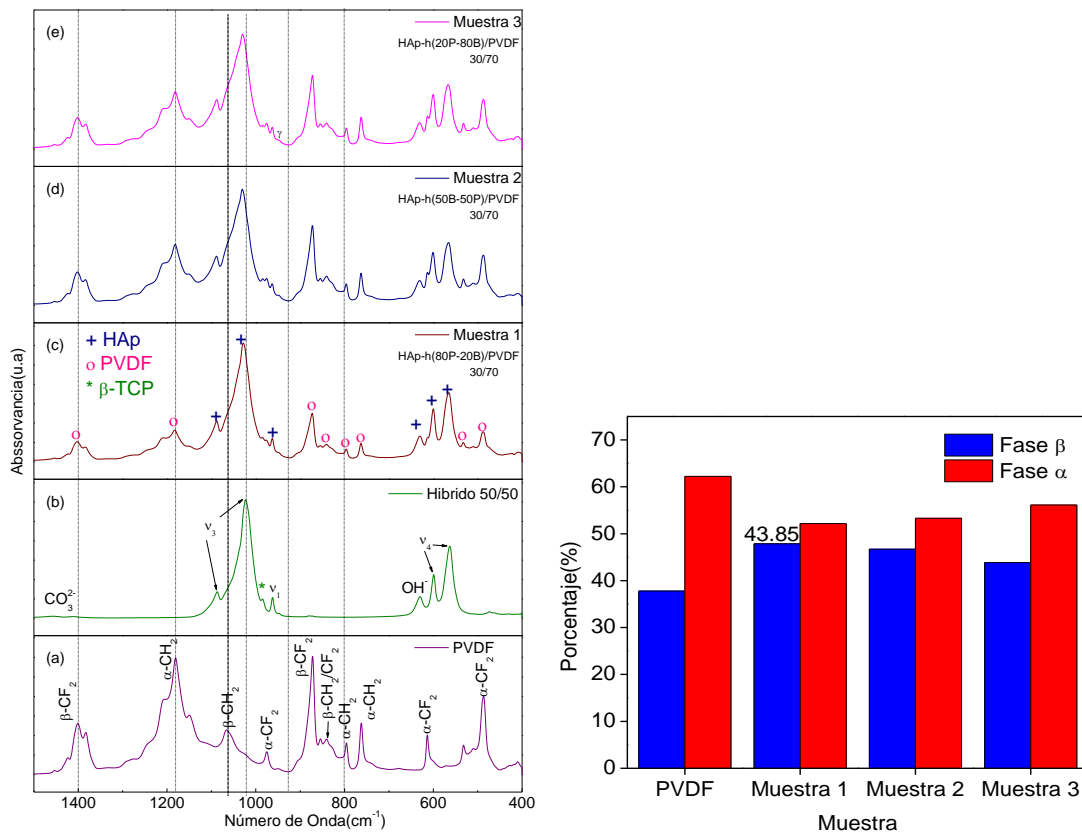 (e)
Muestra 3
HAp-h(20P-80B)/PVDF
30/70
γ
(d)
Muestra 2
HAp-h(50B-50P)/PVDF
30/70
(c)
+ HAp
o PVDF
* β-TCP
Muestra 1
HAp-h(80P-20B)/PVDF
30/70
(b)
Hibrido 50/50
ν₃
CO₃²⁻
*
ν₁
OH⁻
ν₄
(a)
PVDF
β-CF₂
α-CH₂
β-CH₂
α-CF₂
β-CF₂
β-CH₂/CF₂
α-CH₂
α-CH₂
α-CF₂
α-CF₂
1400 1200 1000 800 600 400
Número de Onda(cm⁻¹)
Abssorvancia(u.a)
Fase β
Fase α
43.85
70
60
50
40
30
20
10
0
Porcentaje(%)
PVDF Muestra 1 Muestra 2 Muestra 3
Muestra